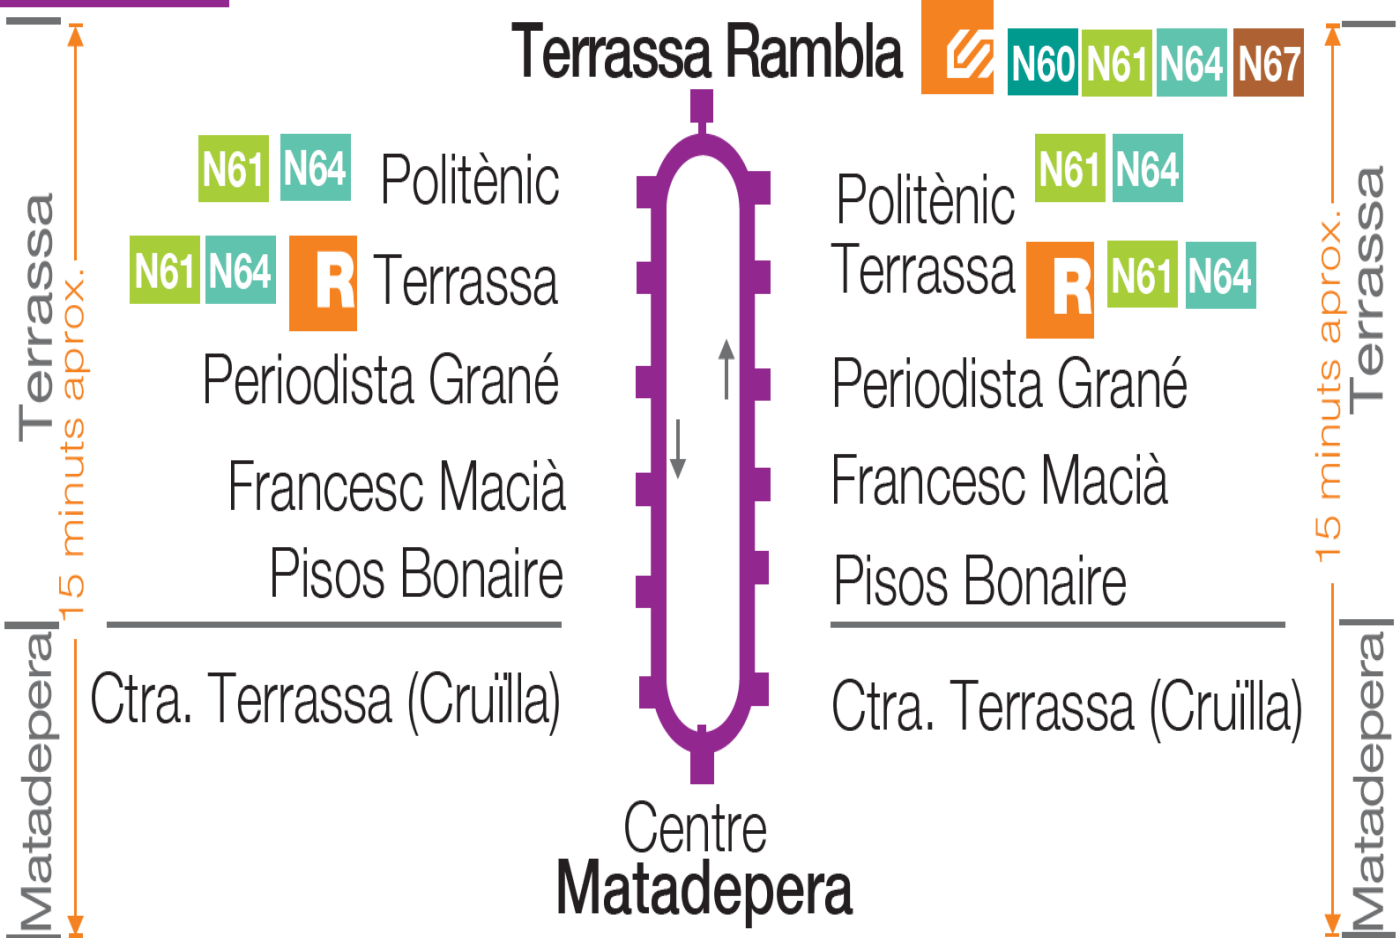 Terrassa Rambla N60 N61 N64 N67
N61 N64 Politènic
N61 N64 R Terrassa
Periodista Grané
Francesc Macià
Pisos Bonaire
Ctra. Terrassa (Cruïlla)
Politènic N61 N64
Terrassa R N61 N64
Periodista Grané
Francesc Macià
Pisos Bonaire
Ctra. Terrassa (Cruïlla)
Centre
Matadepera
Terrassa
15 minuts aprox.
Matadepera
15 minuts aprox.
Terrassa
Matadepera